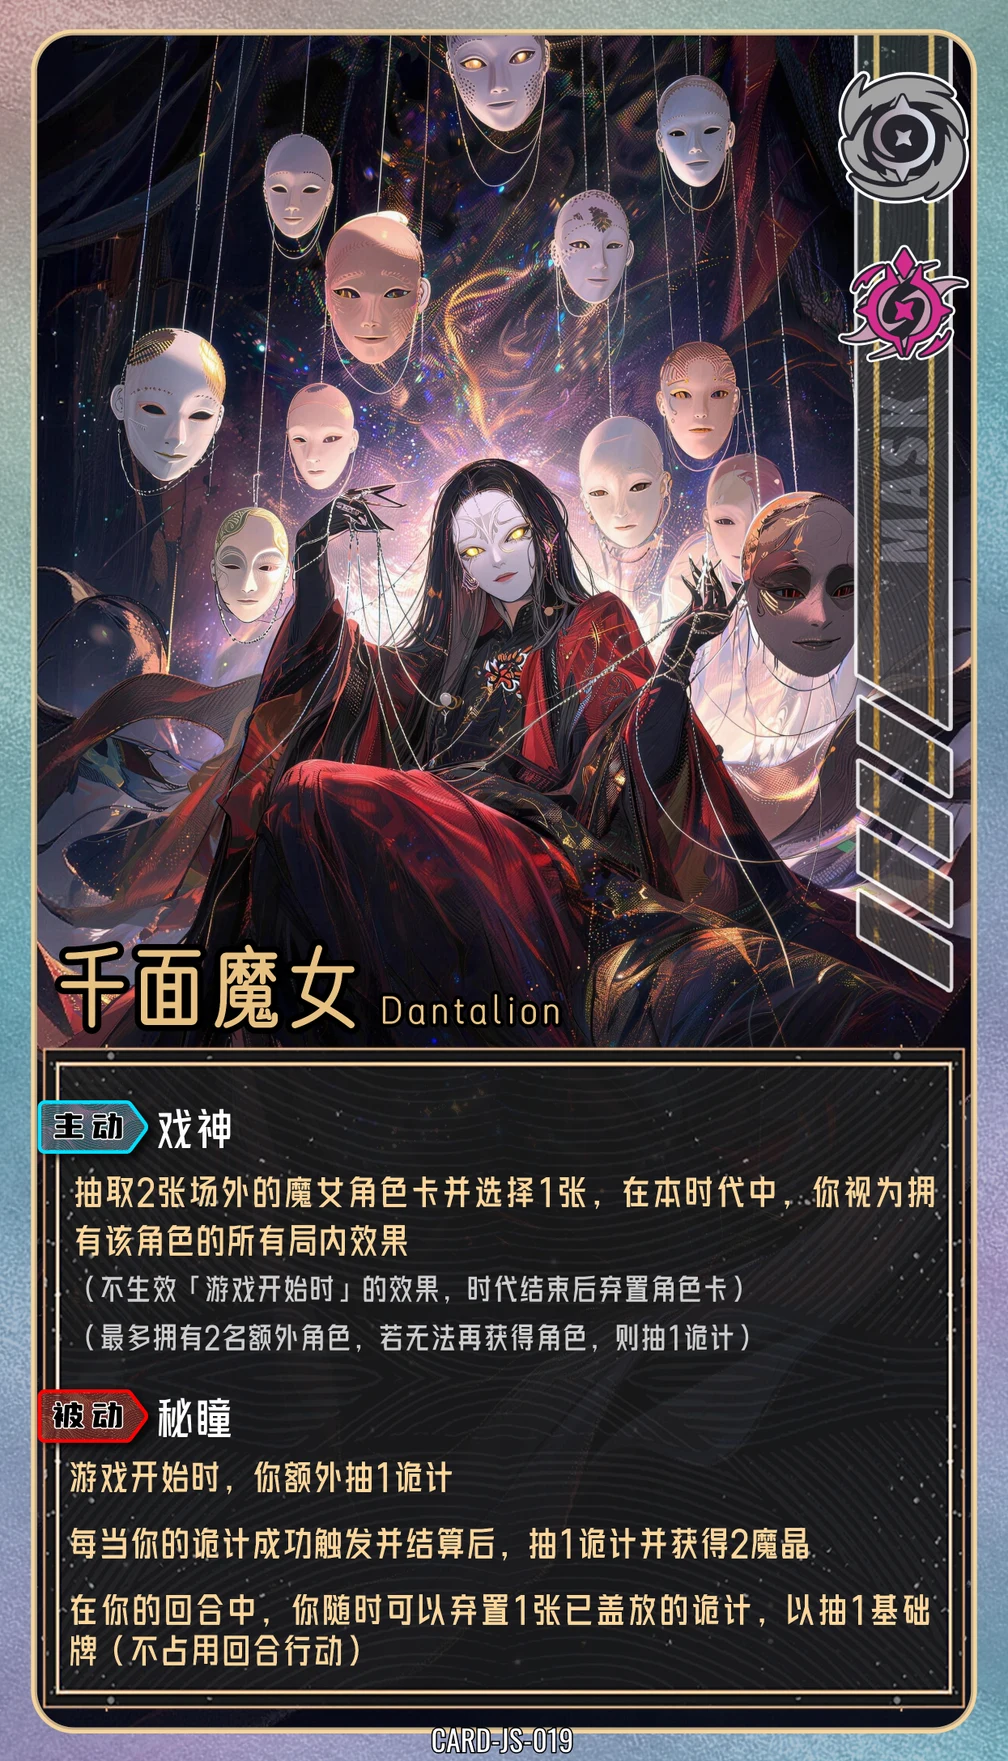 MASK
千面魔女 Dantalion
主动 戏神
抽取2张场外的魔女角色卡并选择1张，在本时代中，你视为拥
有该角色的所有局内效果
（不生效「游戏开始时」的效果，时代结束后弃置角色卡）
（最多拥有2名额外角色，若无法再获得角色，则抽1诡计）
被动 秘瞳
游戏开始时，你额外抽1诡计
每当你的诡计成功触发并结算后，抽1诡计并获得2魔晶
在你的回合中，你随时可以弃置1张已盖放的诡计，以抽1基础
牌（不占用回合行动）
CARD-JS-019